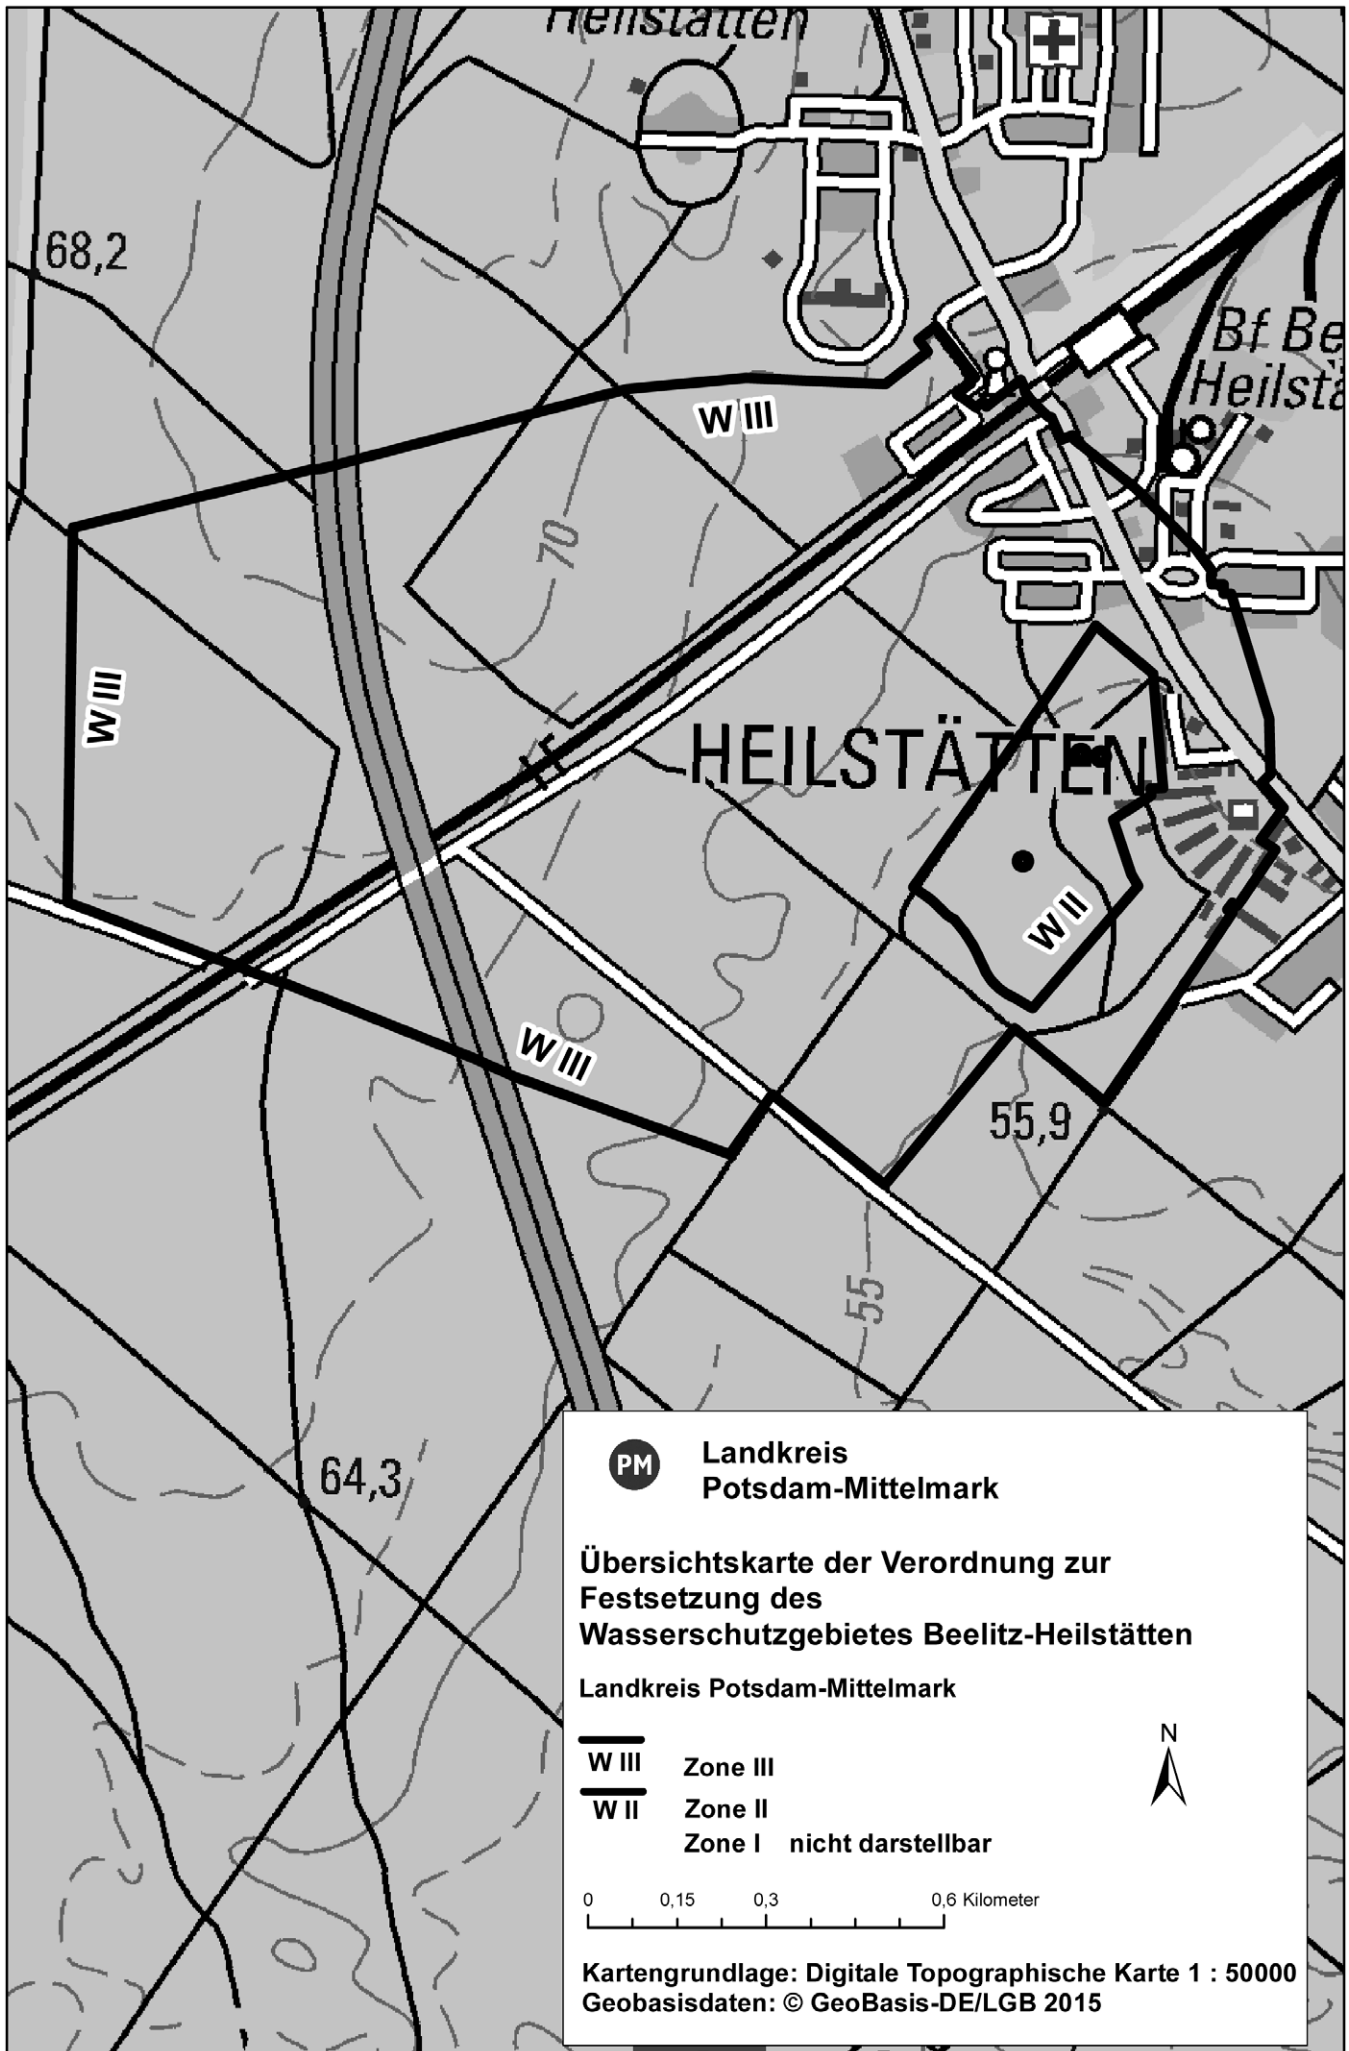 Heilstätten
68,2
Bf Be
Heilstä
W III
70
W III
HEILSTÄTTEN
W II
W III
55,9
55
64,3
PM
Landkreis
Potsdam-Mittelmark
Übersichtskarte der Verordnung zur
Festsetzung des
Wasserschutzgebietes Beelitz-Heilstätten
Landkreis Potsdam-Mittelmark
N
W III Zone III
W II Zone II
Zone I nicht darstellbar
0 0,15 0,3 0,6 Kilometer
Kartengrundlage: Digitale Topographische Karte 1 : 50000
Geobasisdaten: © GeoBasis-DE/LGB 2015